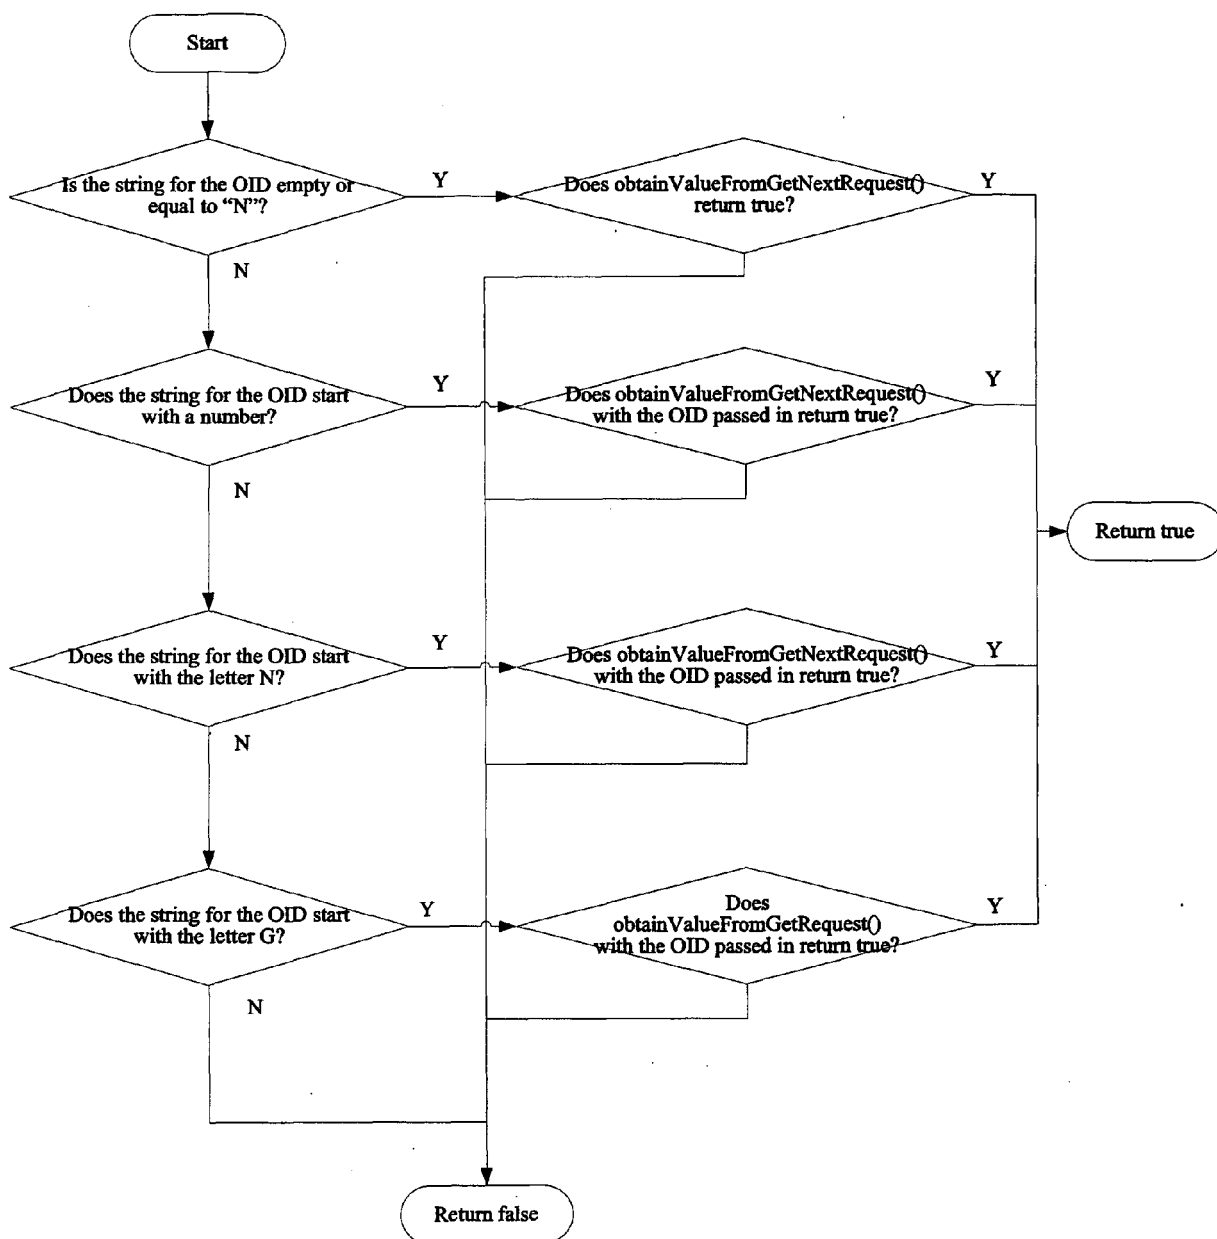 Start
Is the string for the OID empty or
equal to “N”?
Y
Does obtainValueFromGetNextRequest()
return true?
Y
N
Does the string for the OID start
with a number?
Y
Does obtainValueFromGetNextRequest()
with the OID passed in return true?
Y
N
Return true
Does the string for the OID start
with the letter N?
Y
Does obtainValueFromGetNextRequest()
with the OID passed in return true?
Y
N
Does the string for the OID start
with the letter G?
Y
Does
obtainValueFromGetRequest()
with the OID passed in return true?
Y
N
Return false